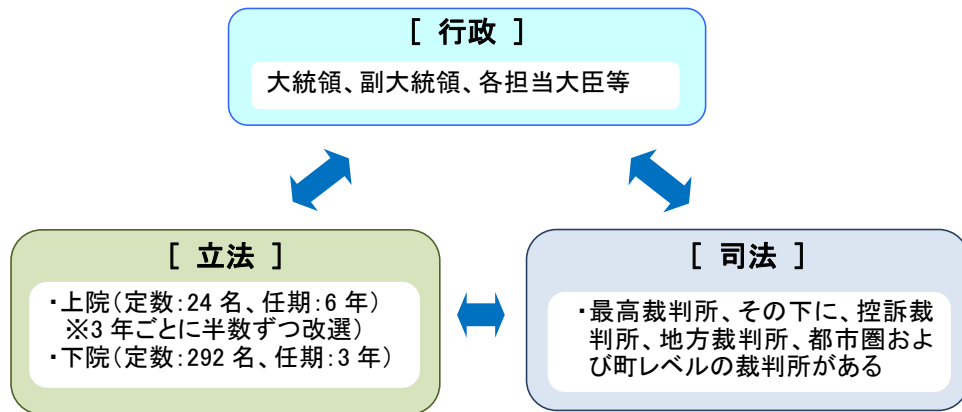 [ 行政 ]
大統領、副大統領、各担当大臣等
[ 立法 ]
・上院(定数:24 名、任期:6 年)
※3 年ごとに半数ずつ改選)
・下院(定数:292 名、任期:3 年)
[ 司法 ]
・最高裁判所、その下に、控訴裁
判所、地方裁判所、都市圏およ
び町レベルの裁判所がある